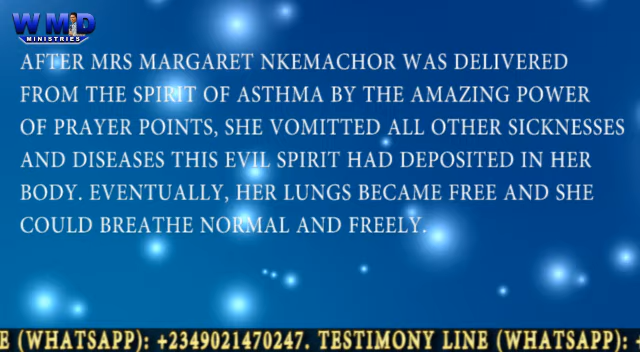 WMD
MINISTRIES
AFTER MRS MARGARET NKEMACHOR WAS DELIVERED
FROM THE SPIRIT OF ASTHMA BY THE AMAZING POWER
OF PRAYER POINTS, SHE VOMITTED ALL OTHER SICKNESSES
AND DISEASES THIS EVIL SPIRIT HAD DEPOSITED IN HER
BODY. EVENTUALLY, HER LUNGS BECAME FREE AND SHE
COULD BREATHE NORMAL AND FREELY.
E (WHATSAPP): +2349021470247. TESTIMONY LINE (WHATSAPP): +